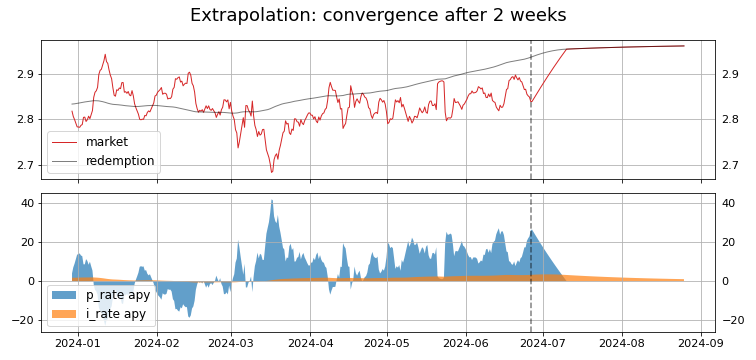 Extrapolation: convergence after 2 weeks
2.9
2.9
2.8
2.8
2.7
2.7
market
redemption
40
40
20
20
0
0
−20
−20
p_rate apy
i_rate apy
2024-01 2024-02 2024-03 2024-04 2024-05 2024-06 2024-07 2024-08 2024-09